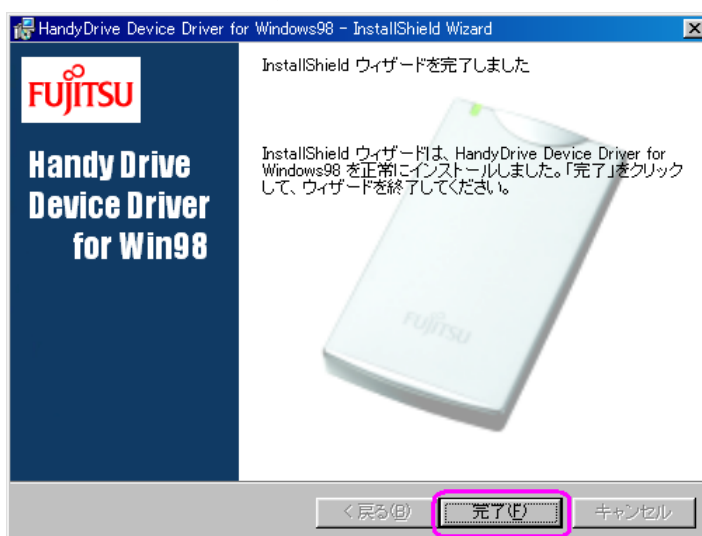 HandyDrive Device Driver for Windows98 - InstallShield Wizard
FUJITSU
Handy Drive
Device Driver
for Win98
InstallShield ウィザードを完了しました
InstallShield ウィザードは、HandyDrive Device Driver for
Windows98 を正常にインストールしました。「完了」をクリック
して、ウィザードを終了してください。
FUJITSU
< 戻る(B)
完了(F)
キャンセル